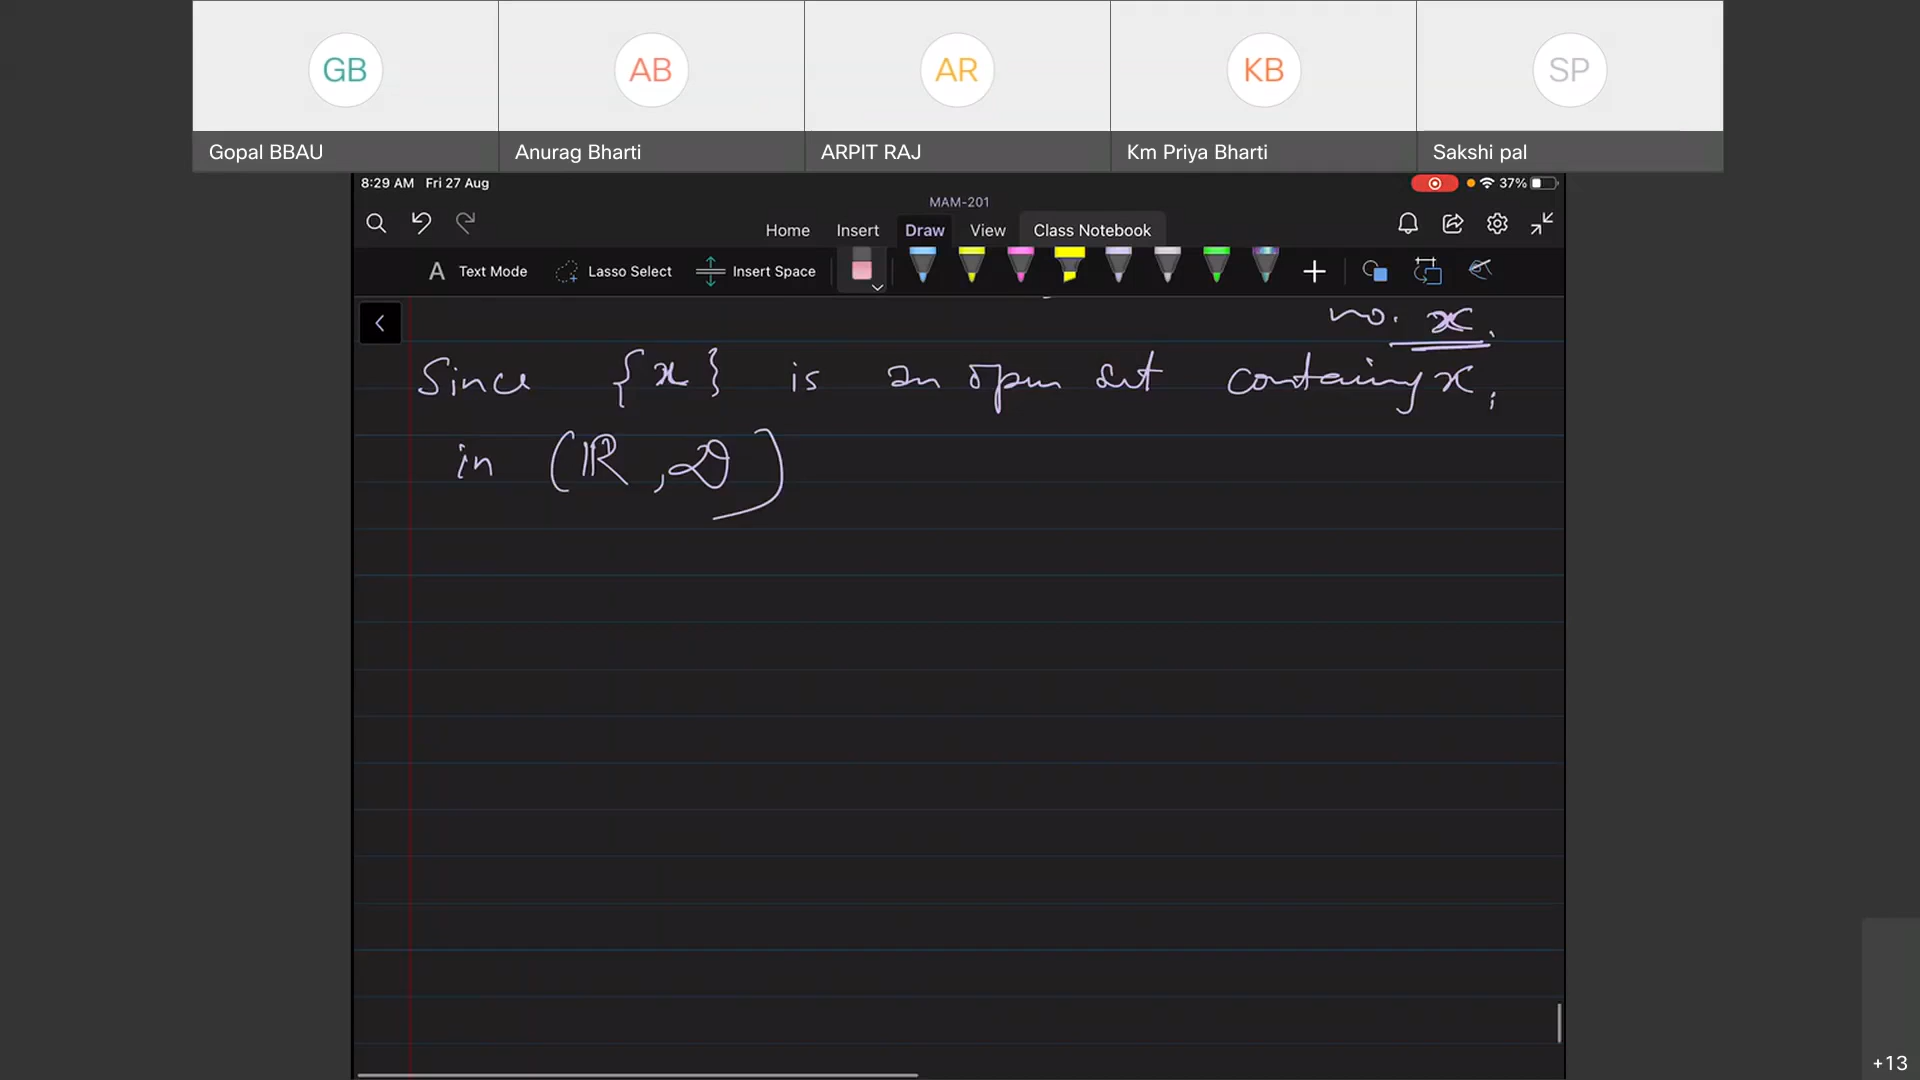 GB AB AR KB SP
Gopal BBAU Anurag Bharti ARPIT RAJ Km Priya Bharti Sakshi pal
8:29 AM Fri 27 Aug 37%
MAM-201
Home Insert Draw View Class Notebook
A Text Mode Lasso Select Insert Space
no. x.
Since {x} is an open set containing x,
in (ℝ, 𝒟)
+13